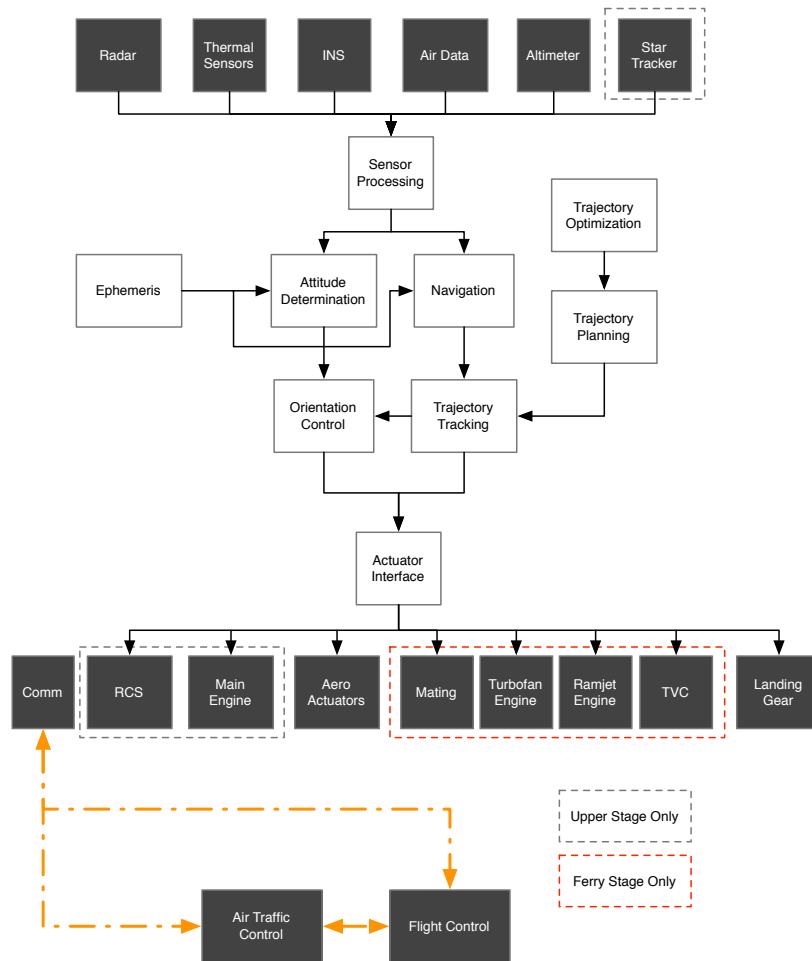 Radar
Thermal
Sensors
INS
Air Data
Altimeter
Star
Tracker
Sensor
Processing
Trajectory
Optimization
Ephemeris
Attitude
Determination
Navigation
Trajectory
Planning
Orientation
Control
Trajectory
Tracking
Actuator
Interface
Comm
RCS
Main
Engine
Aero
Actuators
Mating
Turbofan
Engine
Ramjet
Engine
TVC
Landing
Gear
Upper Stage Only
Ferry Stage Only
Air Traffic
Control
Flight Control